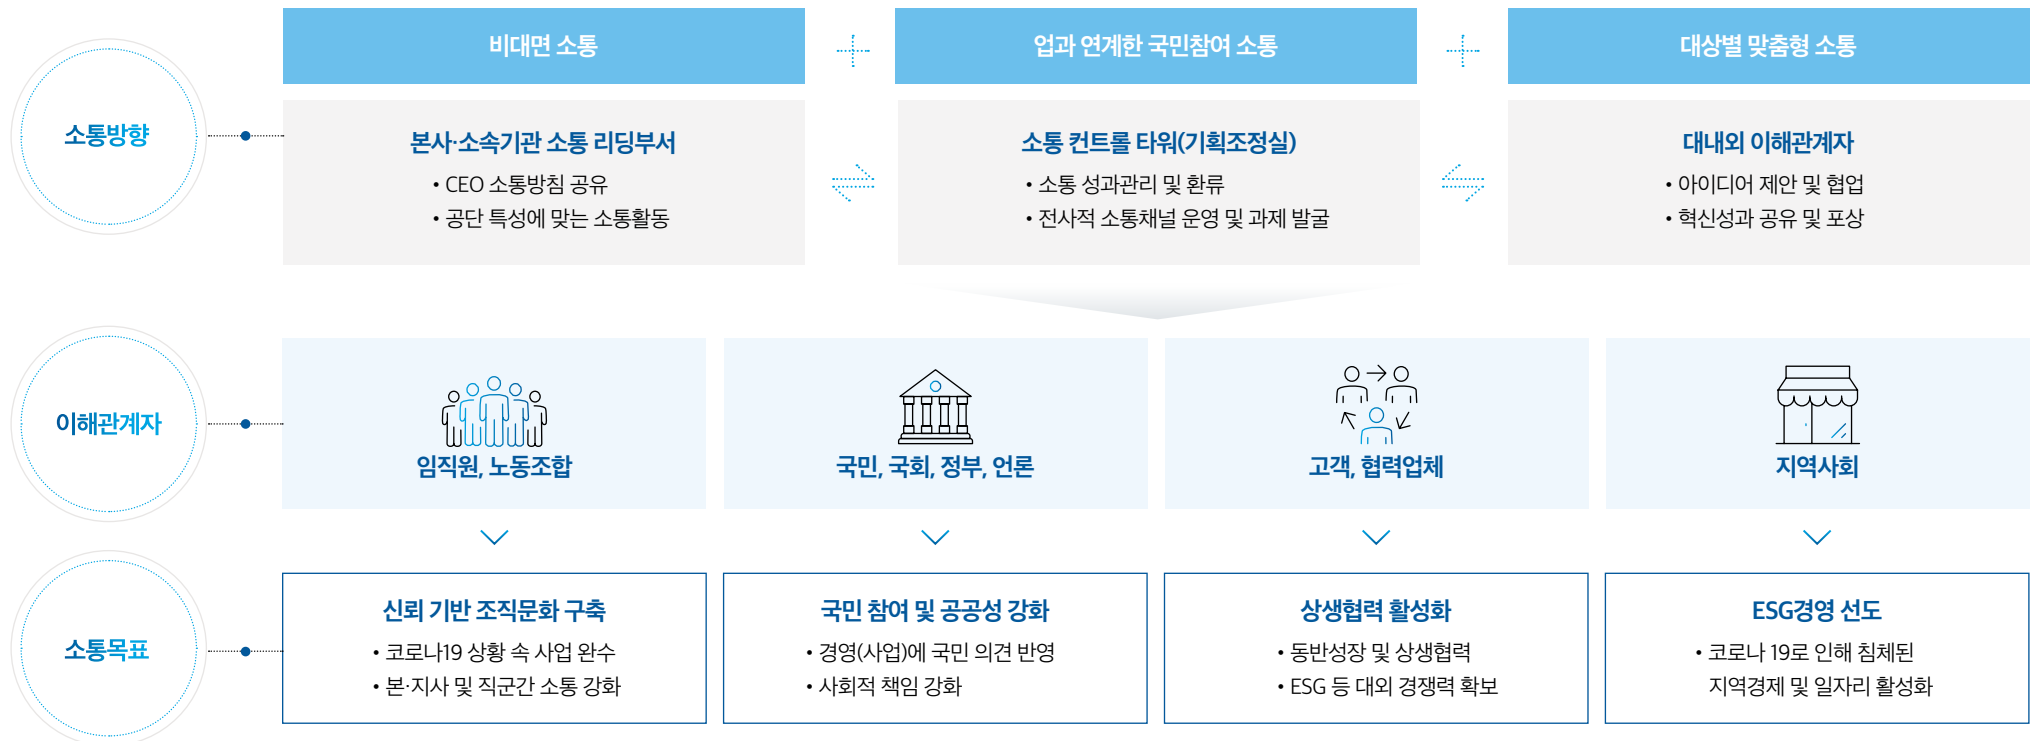 비대면 소통
업과 연계한 국민참여 소통
대상별 맞춤형 소통
소통방향
본사·소속기관 소통 리딩부서
• CEO 소통방침 공유
• 공단 특성에 맞는 소통활동
소통 컨트롤 타워(기획조정실)
• 소통 성과관리 및 환류
• 전사적 소통채널 운영 및 과제 발굴
대내외 이해관계자
• 아이디어 제안 및 협업
• 혁신성과 공유 및 포상
이해관계자
임직원, 노동조합
국민, 국회, 정부, 언론
고객, 협력업체
지역사회
소통목표
신뢰 기반 조직문화 구축
• 코로나19 상황 속 사업 완수
• 본·지사 및 직군간 소통 강화
국민 참여 및 공공성 강화
• 경영(사업)에 국민 의견 반영
• 사회적 책임 강화
상생협력 활성화
• 동반성장 및 상생협력
• ESG 등 대외 경쟁력 확보
ESG경영 선도
• 코로나 19로 인해 침체된
지역경제 및 일자리 활성화